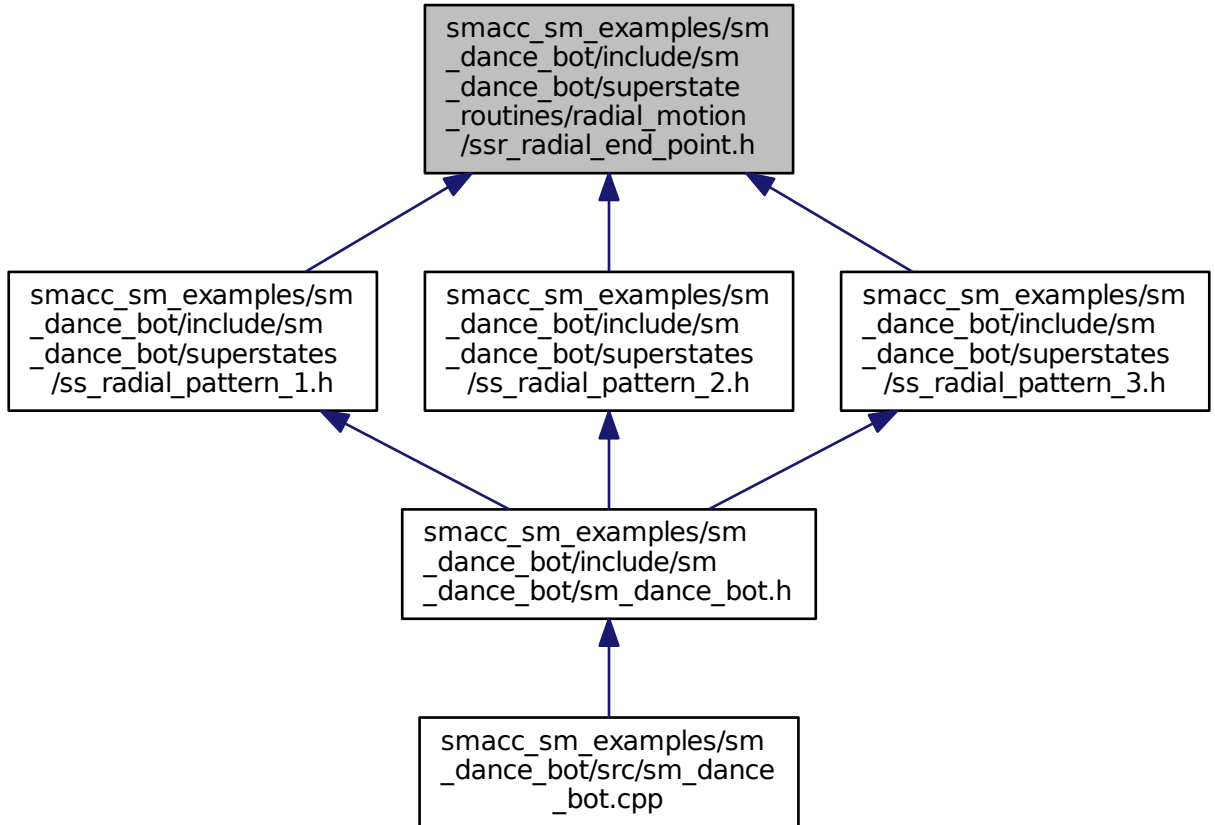 smacc_sm_examples/sm
_dance_bot/include/sm
_dance_bot/superstate
_routines/radial_motion
/ssr_radial_end_point.h
smacc_sm_examples/sm
_dance_bot/include/sm
_dance_bot/superstates
/ss_radial_pattern_1.h
smacc_sm_examples/sm
_dance_bot/include/sm
_dance_bot/superstates
/ss_radial_pattern_2.h
smacc_sm_examples/sm
_dance_bot/include/sm
_dance_bot/superstates
/ss_radial_pattern_3.h
smacc_sm_examples/sm
_dance_bot/include/sm
_dance_bot/sm_dance_bot.h
smacc_sm_examples/sm
_dance_bot/src/sm_dance
_bot.cpp